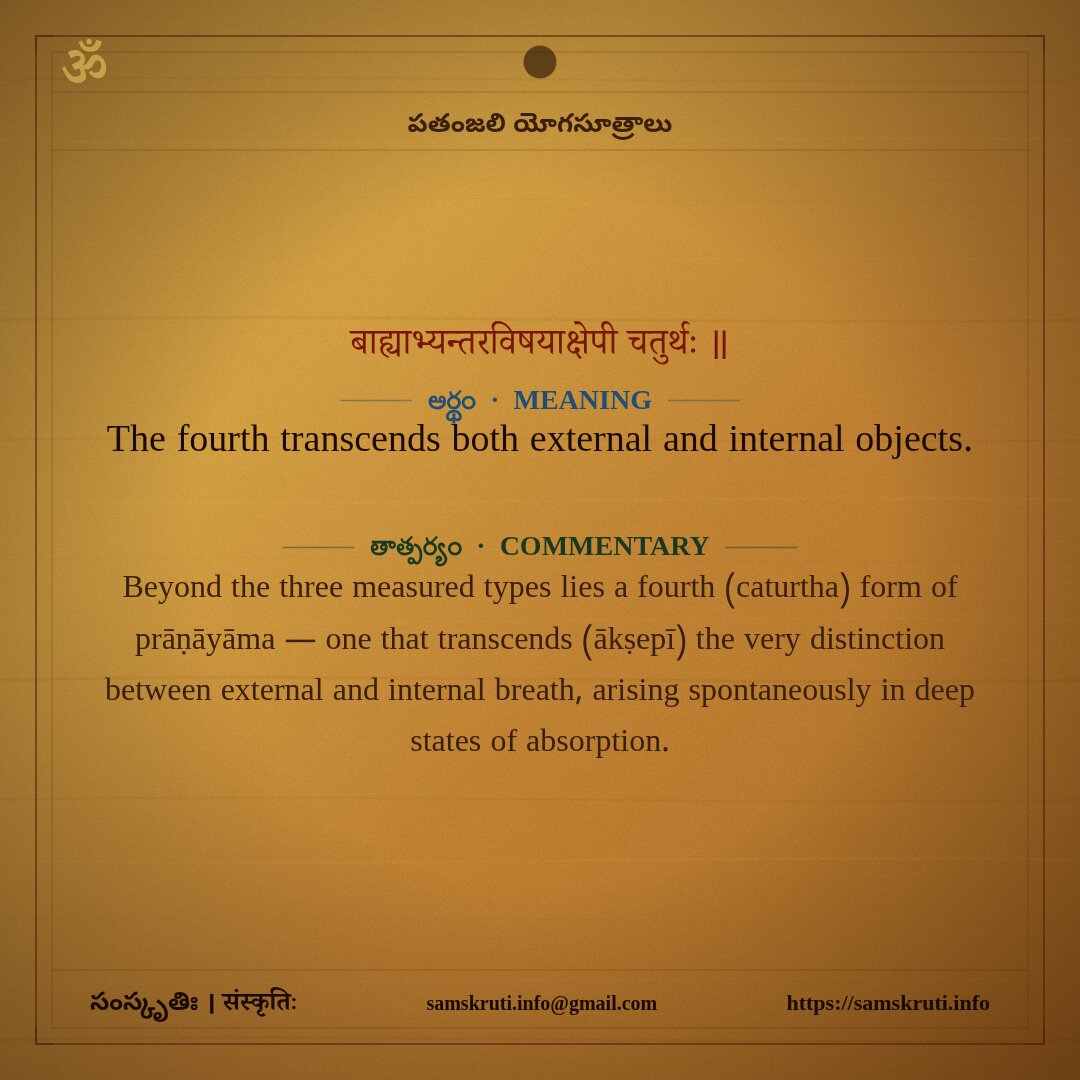 ॐ
పతంజలి యోగసూత్రాలు
बाह्याभ्यन्तरविषयाक्षेपी चतुर्थः ॥
అర్థం · MEANING
The fourth transcends both external and internal objects.
తాత్పర్యం · COMMENTARY
Beyond the three measured types lies a fourth (caturtha) form of
prāṇāyāma — one that transcends (ākṣepī) the very distinction
between external and internal breath, arising spontaneously in deep
states of absorption.
సంస్కృతిః | संस्कृतिः samskruti.info@gmail.com https://samskruti.info